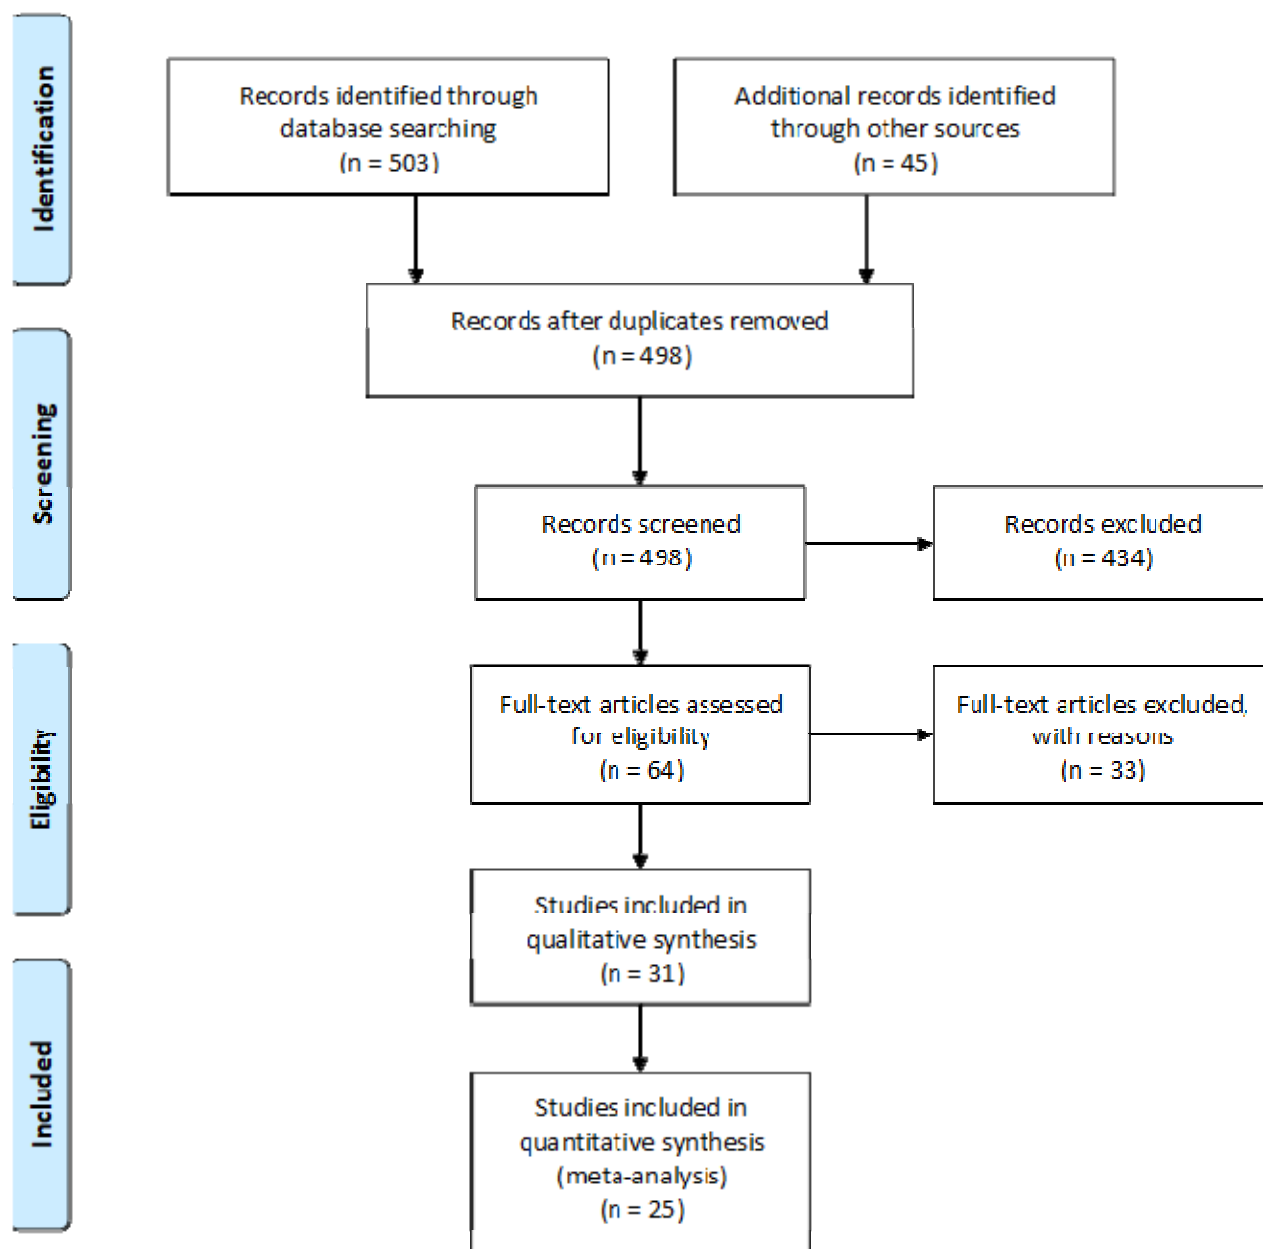 Identification
Records identified through
database searching
(n = 503)
Additional records identified
through other sources
(n = 45)
Records after duplicates removed
(n = 498)
Screening
Records screened
(n = 498)
Records excluded
(n = 434)
Eligibility
Full-text articles assessed
for eligibility
(n = 64)
Full-text articles excluded,
with reasons
(n = 33)
Studies included in
qualitative synthesis
(n = 31)
Included
Studies included in
quantitative synthesis
(meta-analysis)
(n = 25)